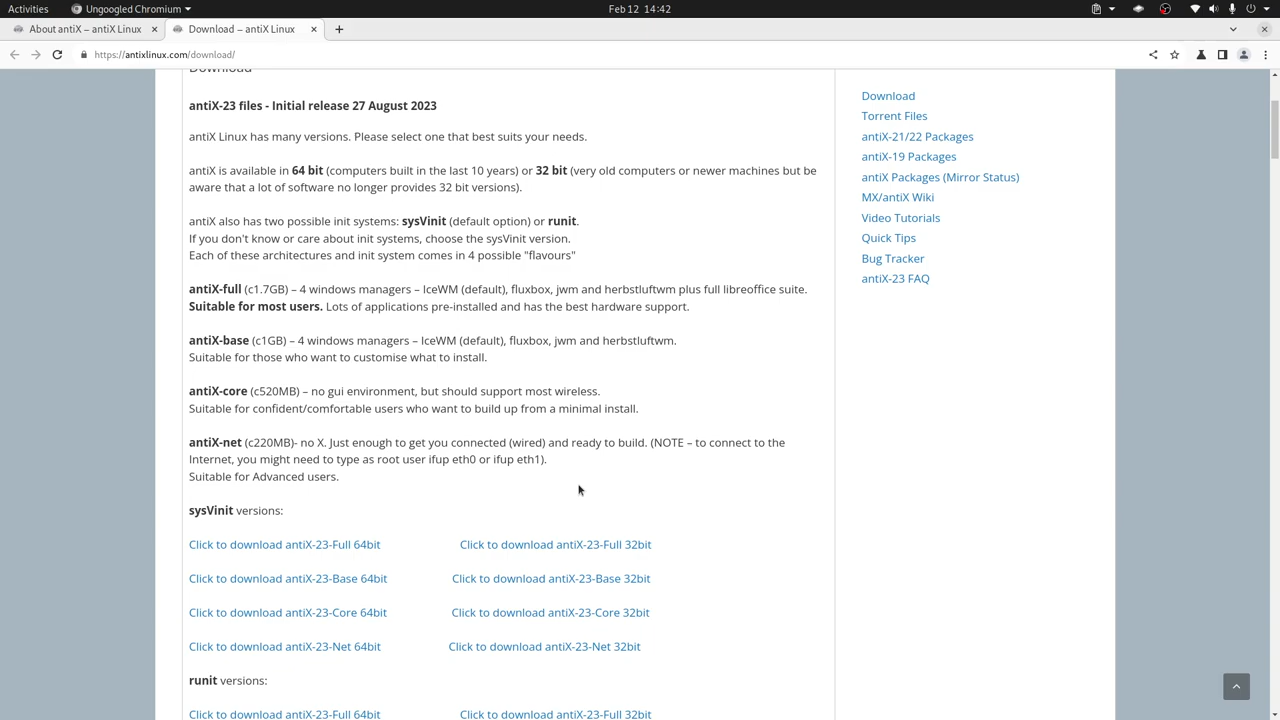 Activities
Ungoogled Chromium
Feb 12 14:42
About antiX – antiX Linux
Download – antiX Linux
https://antixlinux.com/download/
Download
antiX-23 files - Initial release 27 August 2023
antiX Linux has many versions. Please select one that best suits your needs.
antiX is available in 64 bit (computers built in the last 10 years) or 32 bit (very old computers or newer machines but be
aware that a lot of software no longer provides 32 bit versions).
antiX also has two possible init systems: sysVinit (default option) or runit.
If you don't know or care about init systems, choose the sysVinit version.
Each of these architectures and init system comes in 4 possible "flavours"
antiX-full (c1.7GB) – 4 windows managers – IceWM (default), fluxbox, jwm and herbstluftwm plus full libreoffice suite.
Suitable for most users. Lots of applications pre-installed and has the best hardware support.
antiX-base (c1GB) – 4 windows managers – IceWM (default), fluxbox, jwm and herbstluftwm.
Suitable for those who want to customise what to install.
antiX-core (c520MB) – no gui environment, but should support most wireless.
Suitable for confident/comfortable users who want to build up from a minimal install.
antiX-net (c220MB)- no X. Just enough to get you connected (wired) and ready to build. (NOTE – to connect to the
Internet, you might need to type as root user ifup eth0 or ifup eth1).
Suitable for Advanced users.
sysVinit versions:
Click to download antiX-23-Full 64bit
Click to download antiX-23-Full 32bit
Click to download antiX-23-Base 64bit
Click to download antiX-23-Base 32bit
Click to download antiX-23-Core 64bit
Click to download antiX-23-Core 32bit
Click to download antiX-23-Net 64bit
Click to download antiX-23-Net 32bit
runit versions:
Click to download antiX-23-Full 64bit
Click to download antiX-23-Full 32bit
Download
Torrent Files
antiX-21/22 Packages
antiX-19 Packages
antiX Packages (Mirror Status)
MX/antiX Wiki
Video Tutorials
Quick Tips
Bug Tracker
antiX-23 FAQ